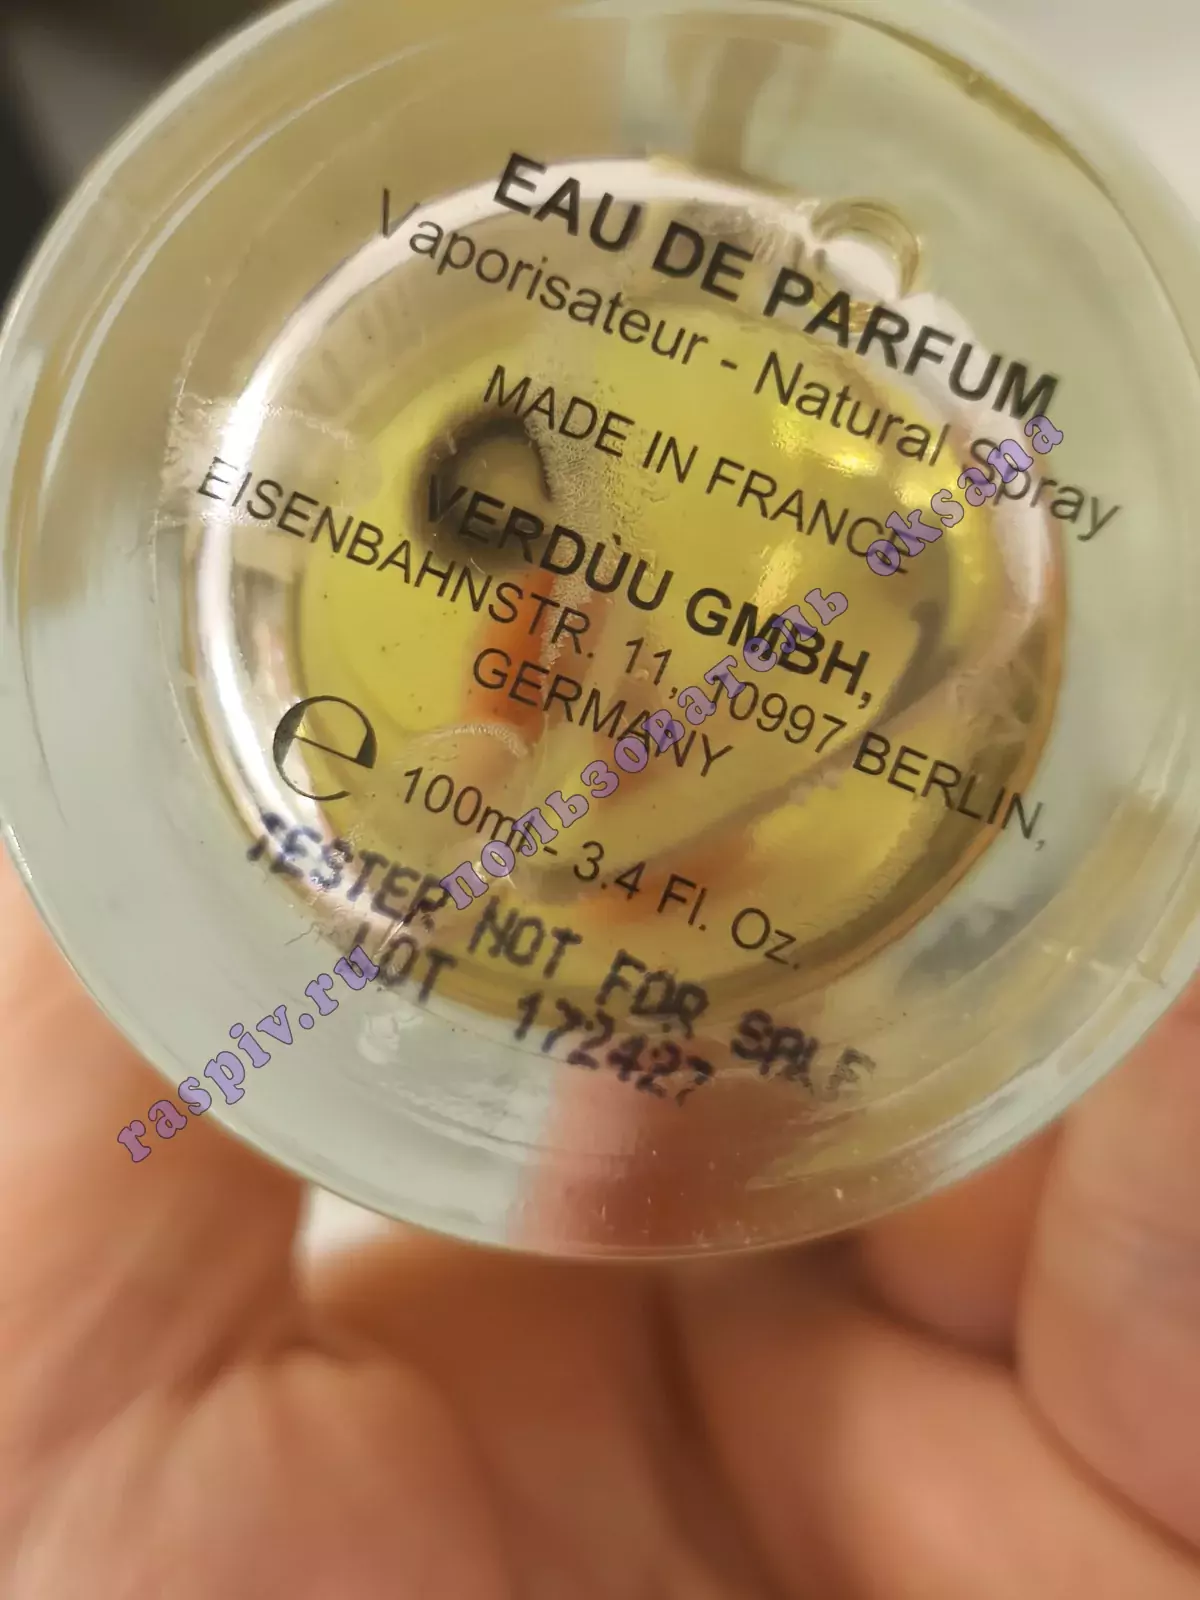 EAU DE PARFUM
Vaporisateur - Natural Spray
MADE IN FRANCE
VERDÙU GMBH,
EISENBAHNSTR. 11, 10997 BERLIN,
GERMANY
e 100ml - 3.4 Fl. Oz.
TESTER NOT FOR SALE
LOT 172427
raspiv.ru пользователь oksana